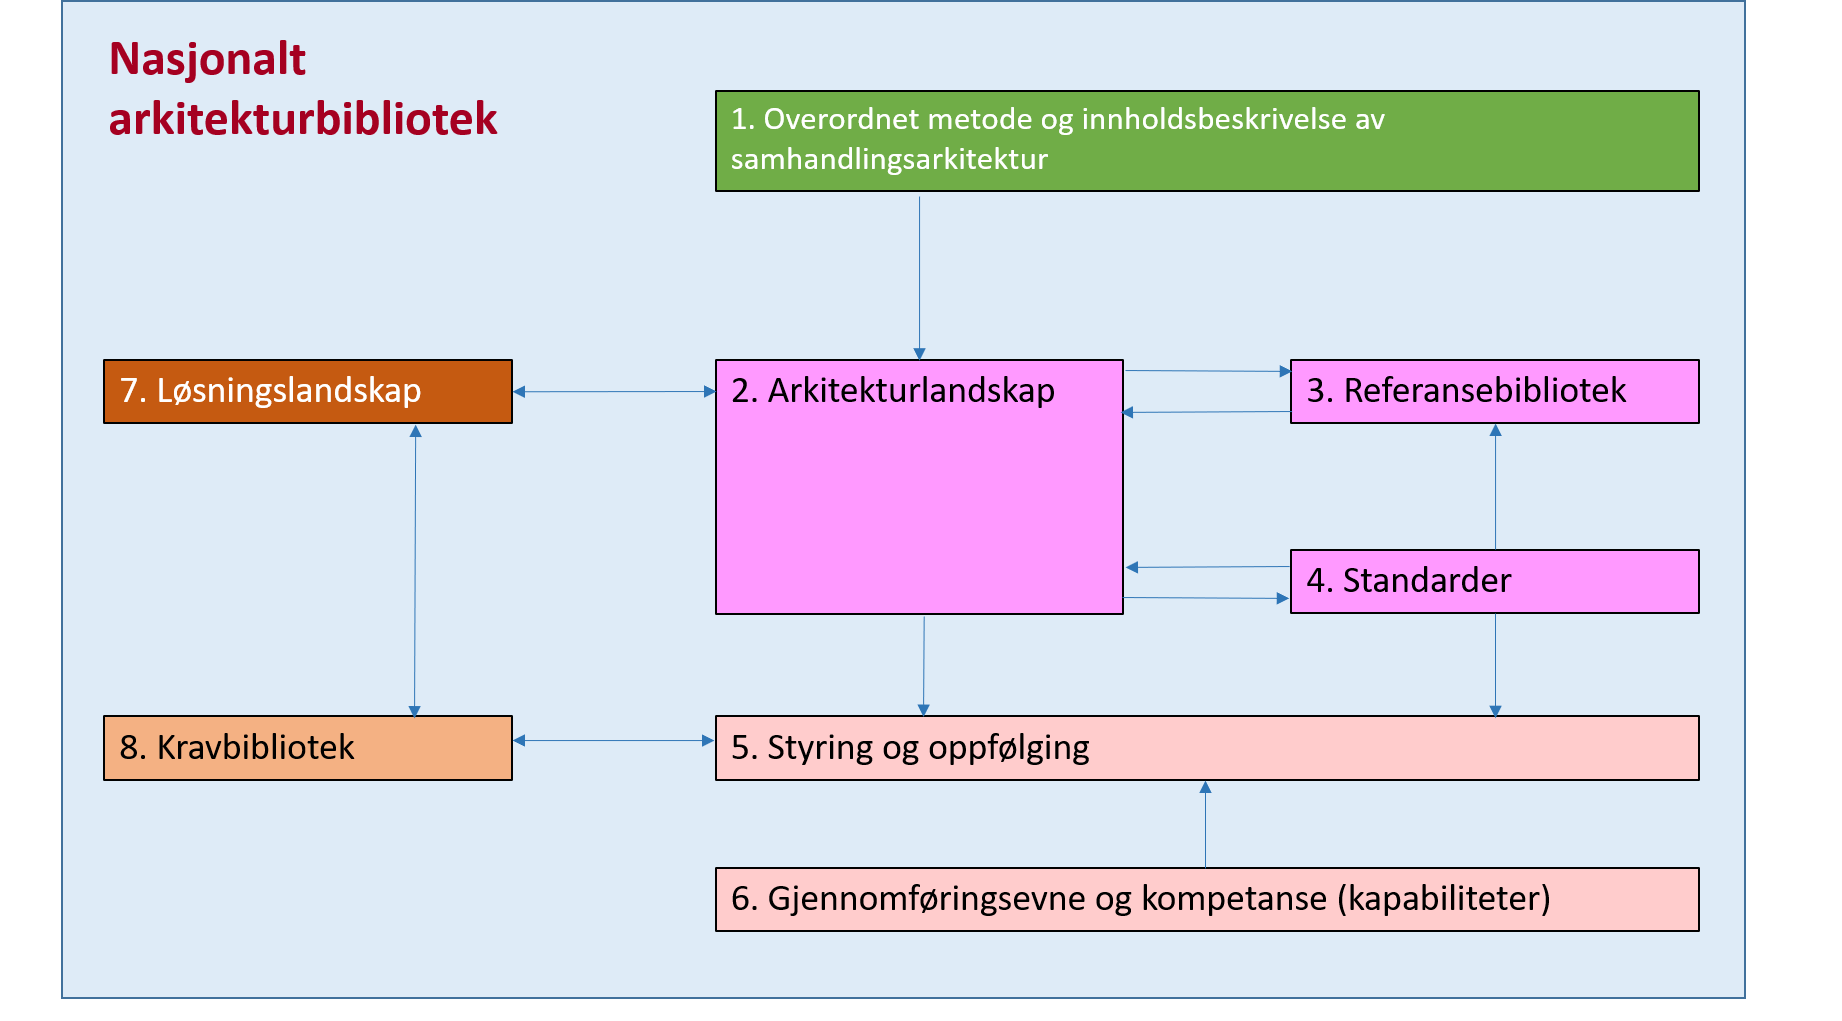 Nasjonalt
arkitekturbibliotek
1. Overordnet metode og innholdsbeskrivelse av
samhandlingsarkitektur
7. Løsningslandskap
2. Arkitekturlandskap
3. Referansebibliotek
4. Standarder
8. Kravbibliotek
5. Styring og oppfølging
6. Gjennomføringsevne og kompetanse (kapabiliteter)